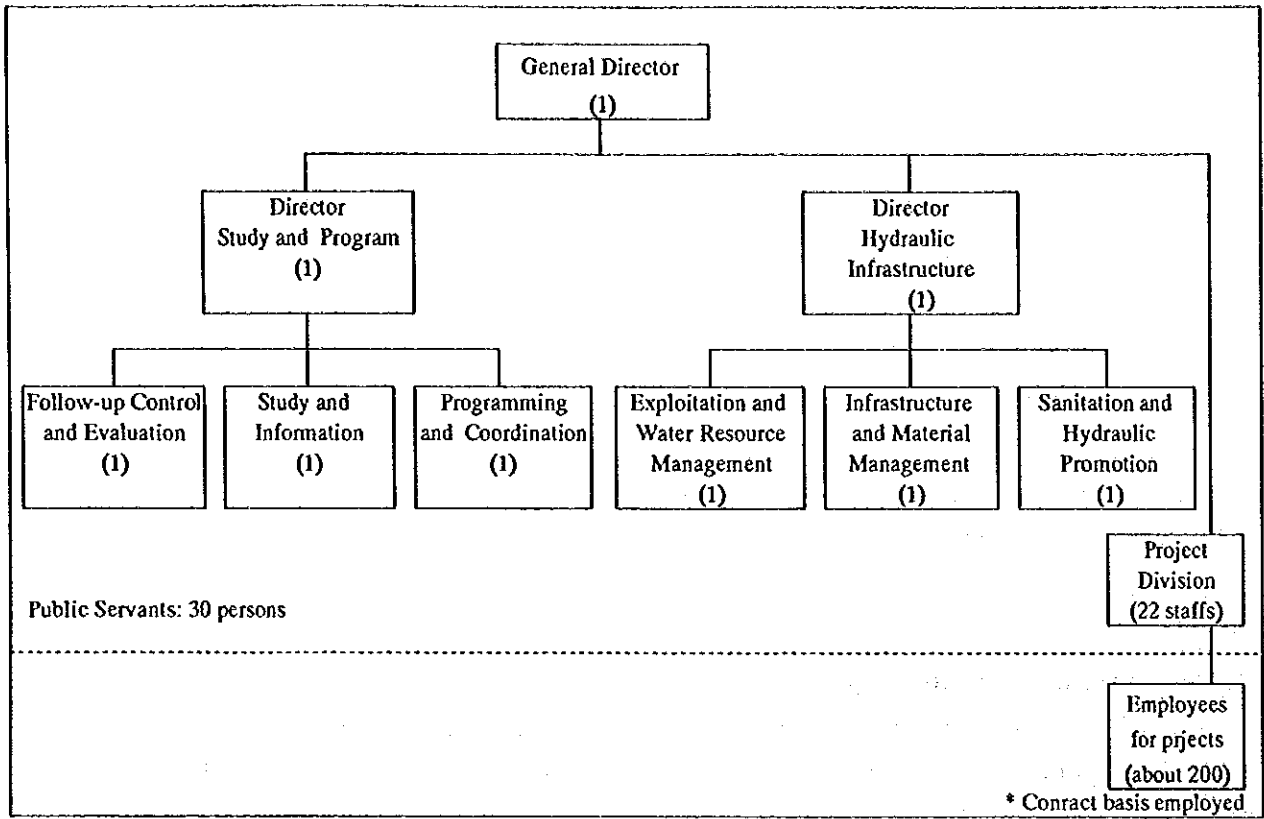 General Director
(1)
Director
Study and Program
(1)
Director
Hydraulic
Infrastructure
(1)
Follow-up Control
and Evaluation
(1)
Study and
Information
(1)
Programming
and Coordination
(1)
Exploitation and
Water Resource
Management
(1)
Infrastructure
and Material
Management
(1)
Sanitation and
Hydraulic
Promotion
(1)
Project
Division
(22 staffs)
Public Servants: 30 persons
Employees
for prjects
(about 200)
* Conract basis employed